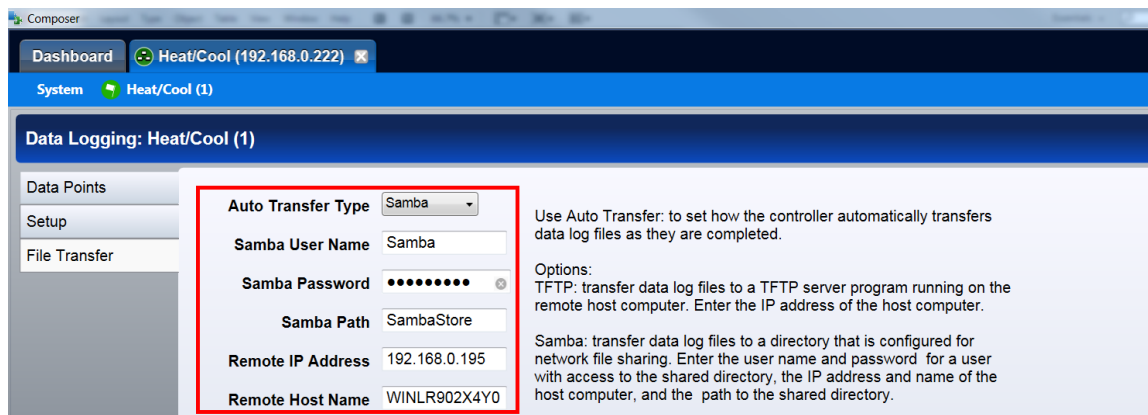 Composer
Dashboard Heat/Cool (192.168.0.222)
System Heat/Cool (1)
Data Logging: Heat/Cool (1)
Data Points
Setup
File Transfer
Auto Transfer Type Samba
Samba User Name Samba
Samba Password
Samba Path SambaStore
Remote IP Address 192.168.0.195
Remote Host Name WINLR902X4Y0
Use Auto Transfer: to set how the controller automatically transfers
data log files as they are completed.
Options:
TFTP: transfer data log files to a TFTP server program running on the
remote host computer. Enter the IP address of the host computer.
Samba: transfer data log files to a directory that is configured for
network file sharing. Enter the user name and password for a user
with access to the shared directory, the IP address and name of the
host computer, and the path to the shared directory.